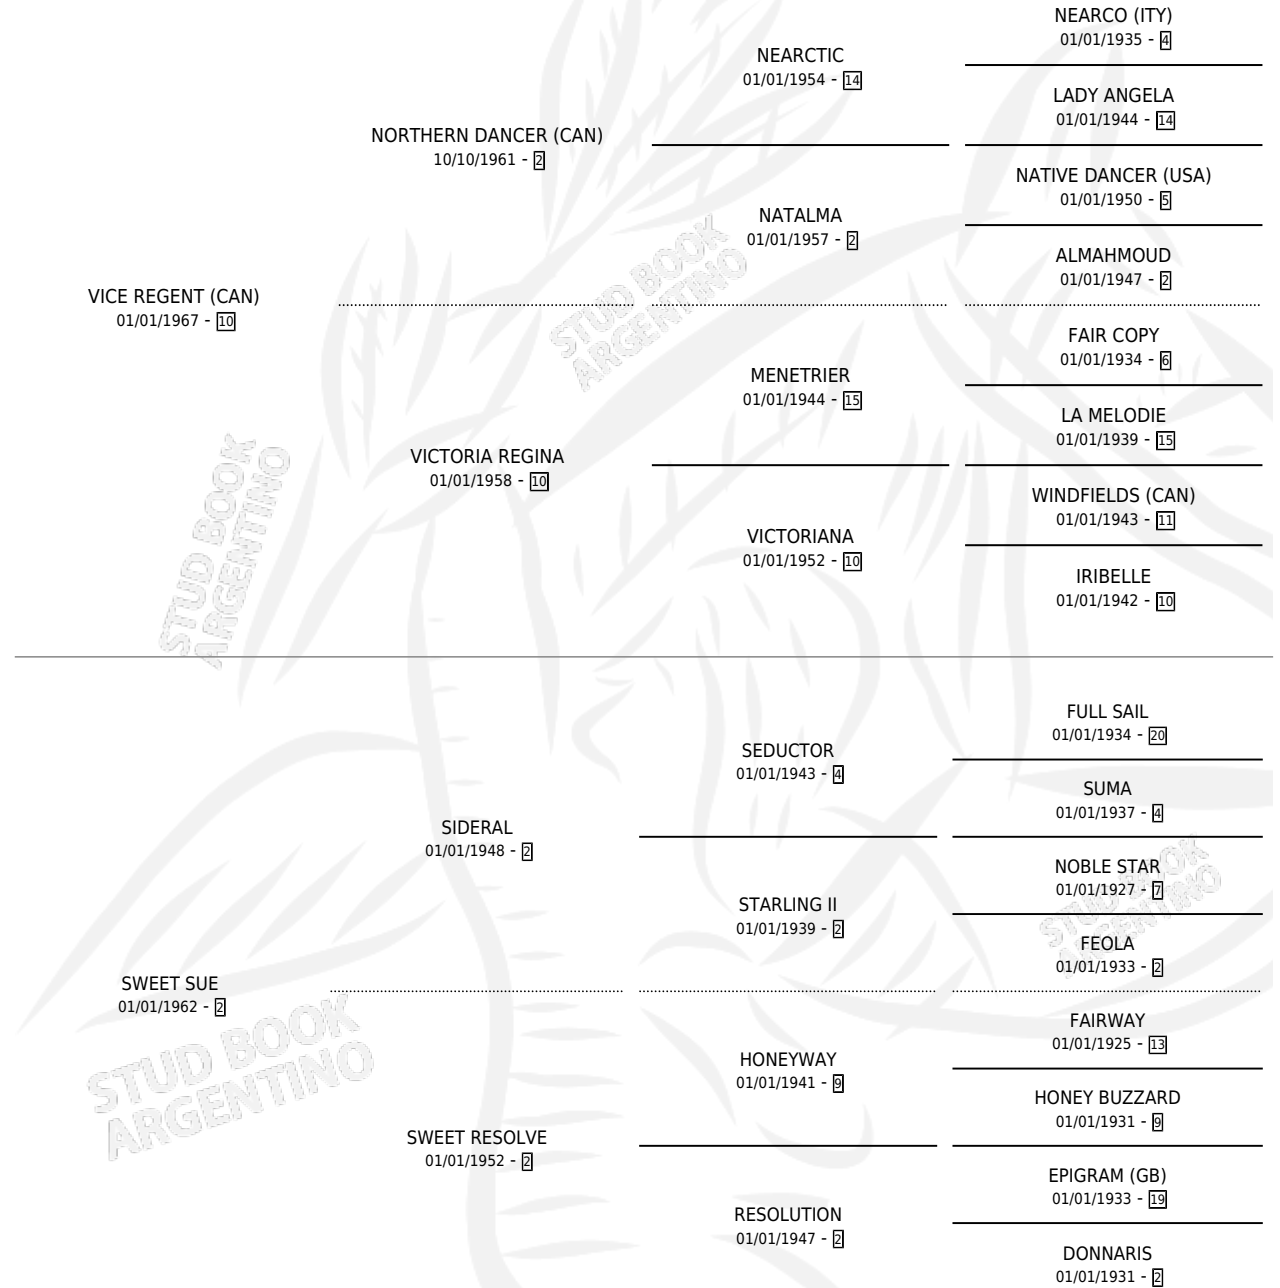 NEARCO (ITY)
01/01/1935 - 4
NEARCTIC
01/01/1954 - 14
LADY ANGELA
01/01/1944 - 14
NORTHERN DANCER (CAN)
10/10/1961 - 2
NATIVE DANCER (USA)
01/01/1950 - 5
NATALMA
01/01/1957 - 2
ALMAHMOUD
01/01/1947 - 2
VICE REGENT (CAN)
01/01/1967 - 10
FAIR COPY
01/01/1934 - 6
MENETRIER
01/01/1944 - 15
LA MELODIE
01/01/1939 - 15
VICTORIA REGINA
01/01/1958 - 10
WINDFIELDS (CAN)
01/01/1943 - 11
VICTORIANA
01/01/1952 - 10
IRIBELLE
01/01/1942 - 10
FULL SAIL
01/01/1934 - 20
SEDUCTOR
01/01/1943 - 4
SUMA
01/01/1937 - 4
SIDERAL
01/01/1948 - 2
NOBLE STAR
01/01/1927 - 7
STARLING II
01/01/1939 - 2
FEOLA
01/01/1933 - 2
SWEET SUE
01/01/1962 - 2
FAIRWAY
01/01/1925 - 13
HONEYWAY
01/01/1941 - 9
HONEY BUZZARD
01/01/1931 - 9
SWEET RESOLVE
01/01/1952 - 2
EPIGRAM (GB)
01/01/1933 - 19
RESOLUTION
01/01/1947 - 2
DONNARIS
01/01/1931 - 2
STUD BOOK
ARGENTINO
STUD BOOK
ARGENTINO
STUD BOOK
ARGENTINO
STUD BOOK
ARGENTINO